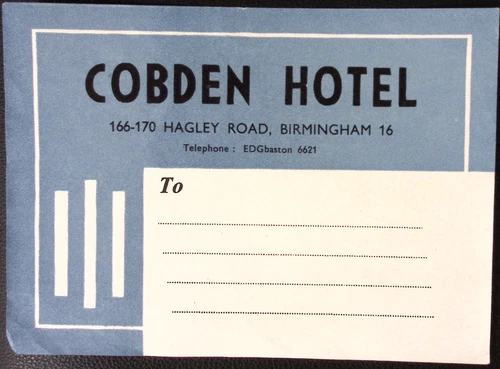 COBDEN HOTEL
166-170 HAGLEY ROAD, BIRMINGHAM 16
Telephone : EDGbaston 6621
To